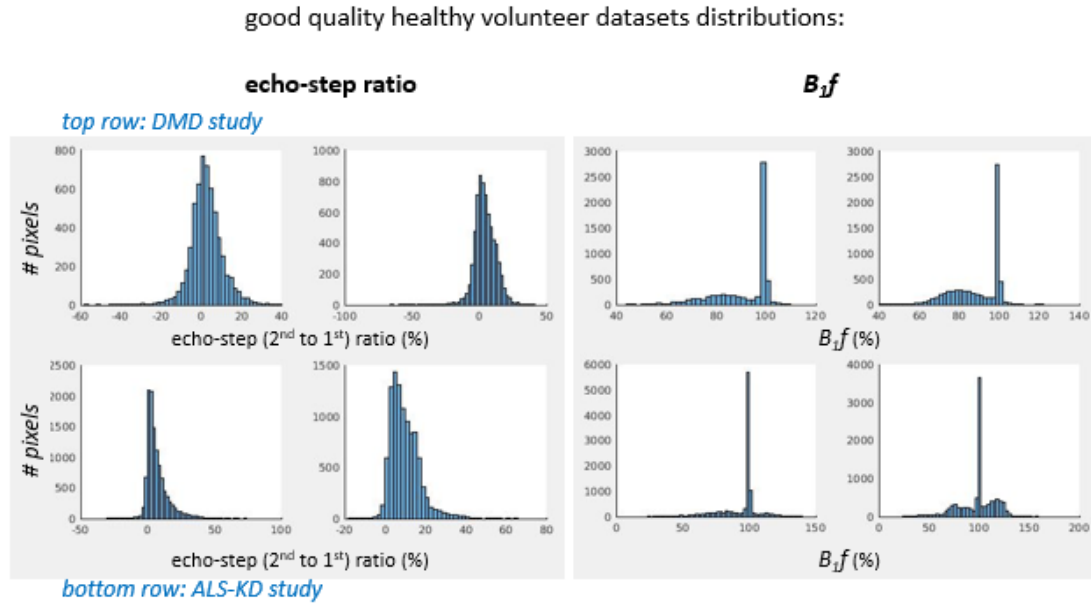 good quality healthy volunteer datasets distributions:
echo-step ratio
B₁f
top row: DMD study
# pixels
800
600
400
200
0
-60 -40 -20 0 20 40
1000
800
600
400
200
0
-100 -50 0 50
echo-step (2nd to 1st) ratio (%)
3000
2500
2000
1500
1000
500
0
40 60 80 100 120
3000
2500
2000
1500
1000
500
0
40 60 80 100 120 140
B₁f (%)
# pixels
2500
2000
1500
1000
500
0
-50 0 50 100
1500
1000
500
0
-20 0 20 40 60 80
echo-step (2nd to 1st) ratio (%)
6000
5000
4000
3000
2000
1000
0
0 50 100 150
4000
3000
2000
1000
0
0 50 100 150 200
B₁f (%)
bottom row: ALS-KD study